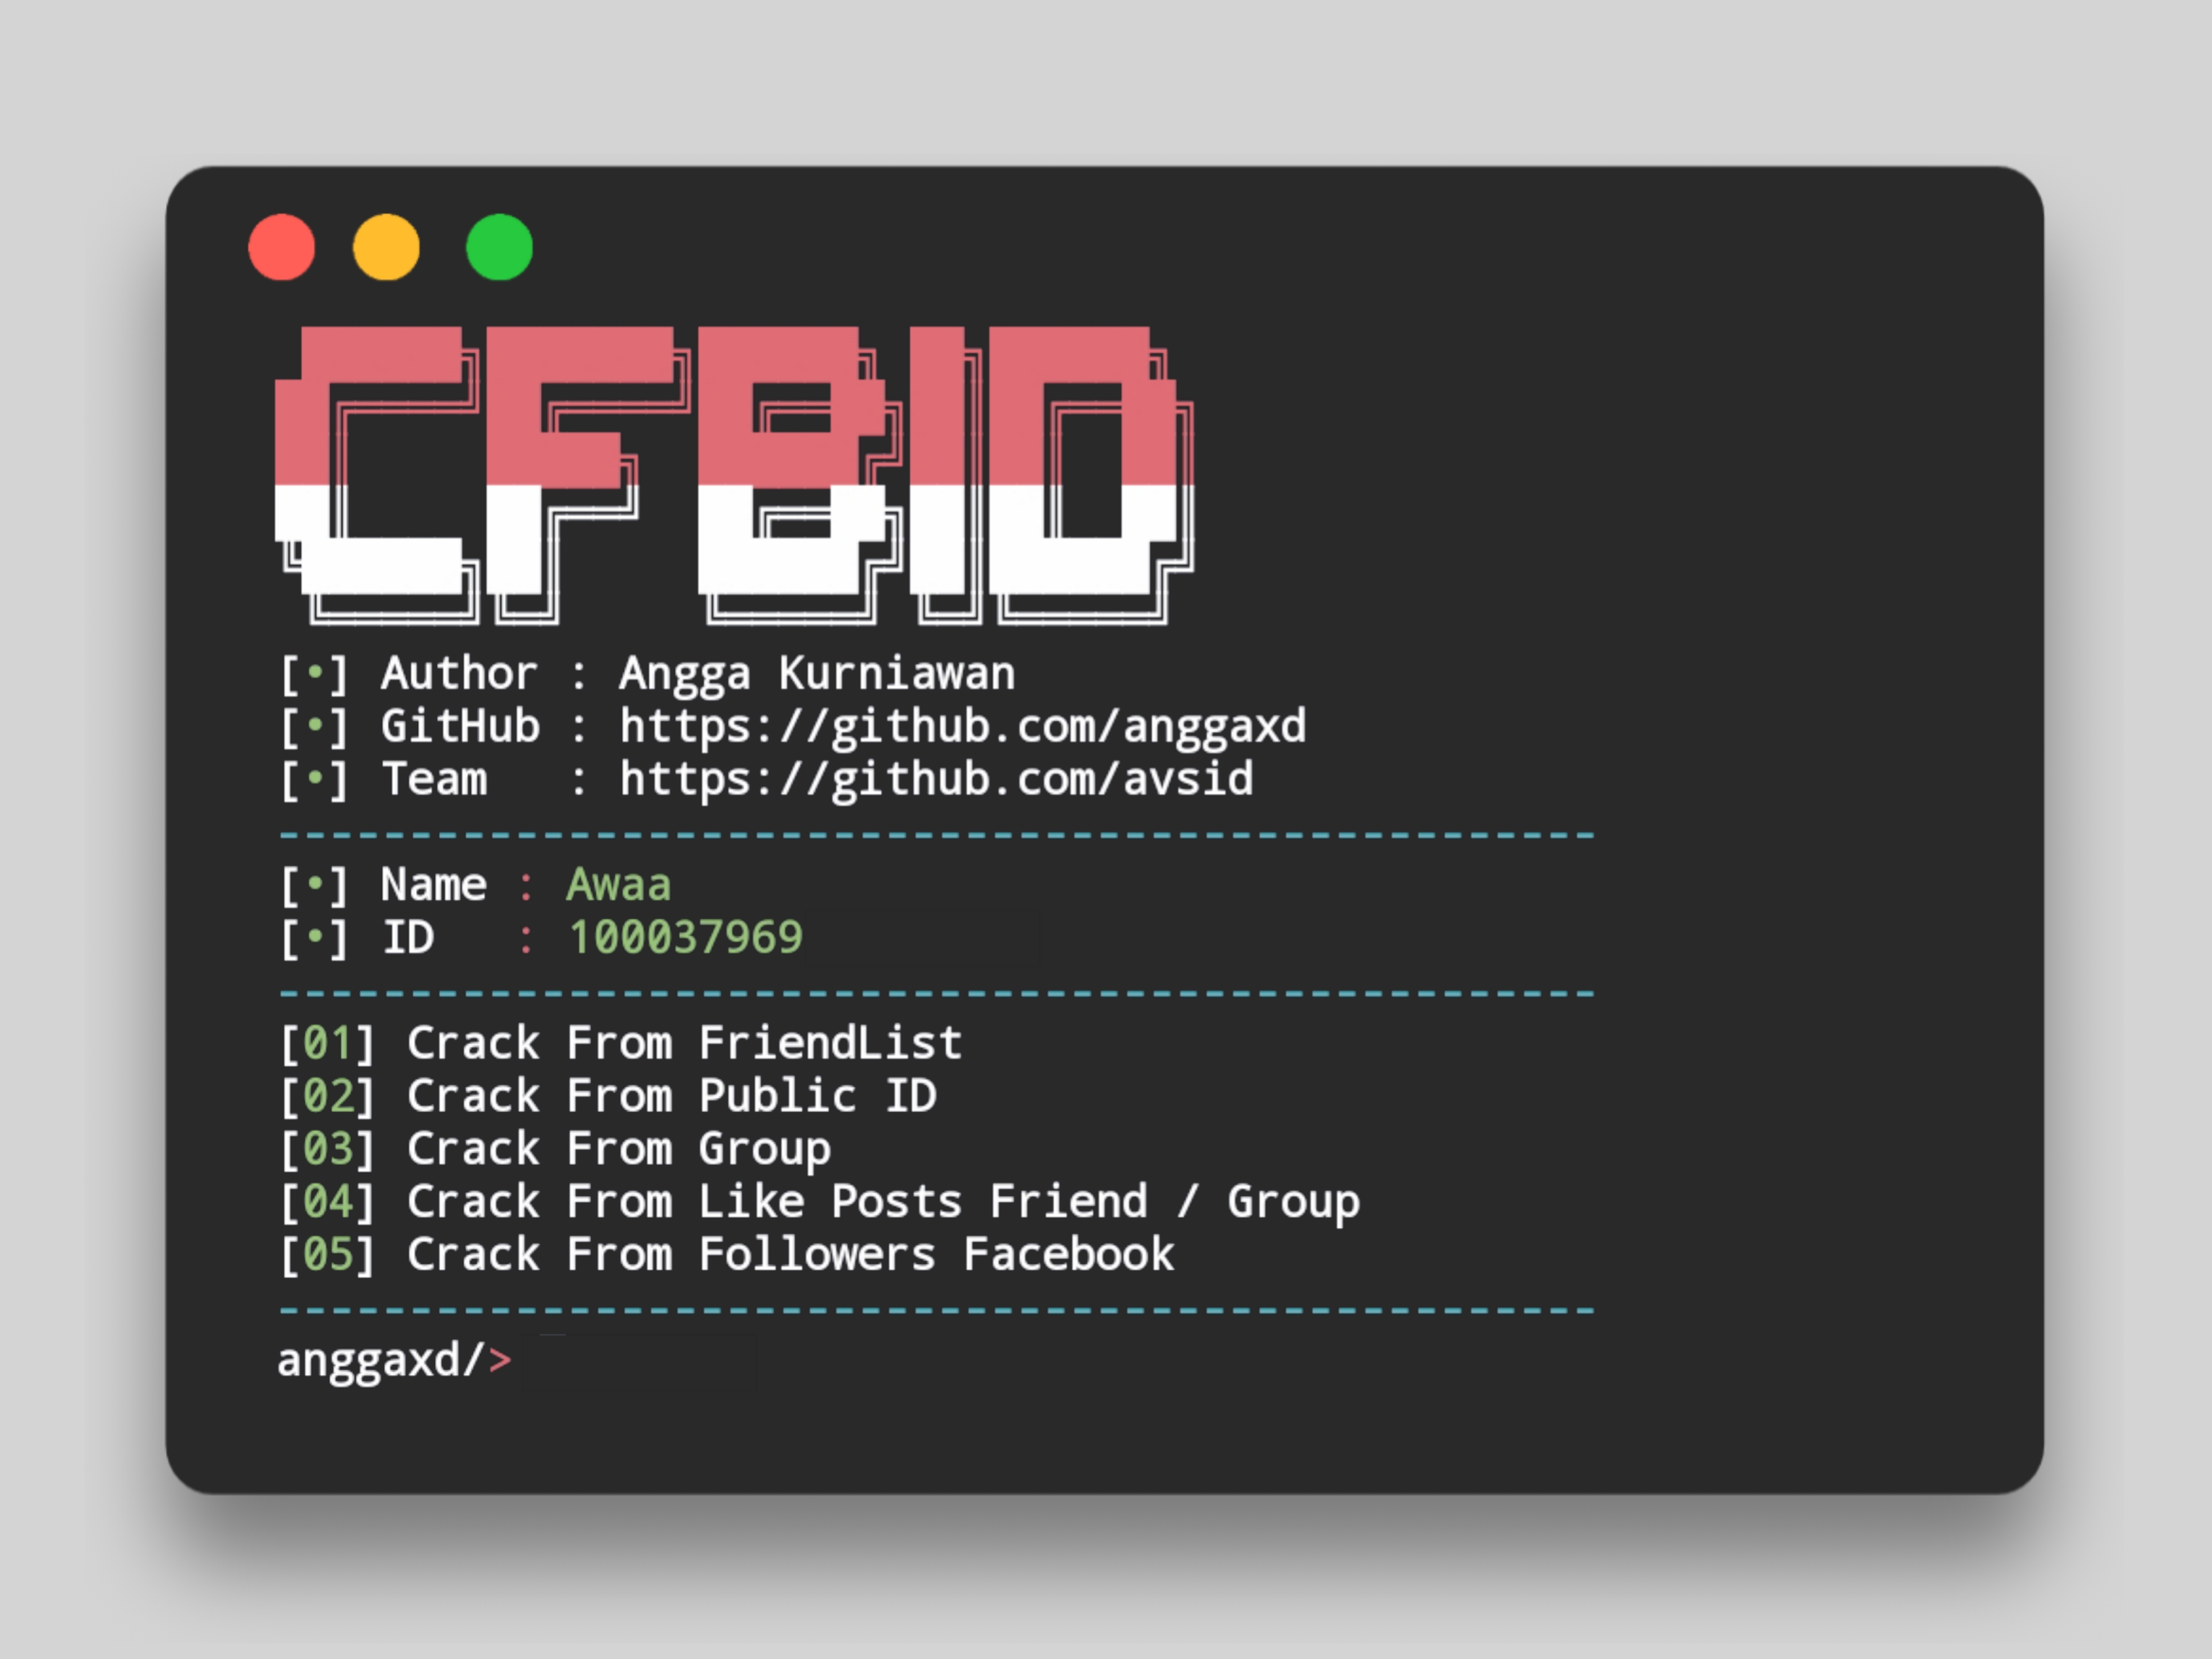 CFBID
[•] Author : Angga Kurniawan
[•] GitHub : https://github.com/anggaxd
[•] Team   : https://github.com/avsid
--------------------------------------------------
[•] Name : Awaa
[•] ID   : 100037969
--------------------------------------------------
[01] Crack From FriendList
[02] Crack From Public ID
[03] Crack From Group
[04] Crack From Like Posts Friend / Group
[05] Crack From Followers Facebook
--------------------------------------------------
anggaxd/>